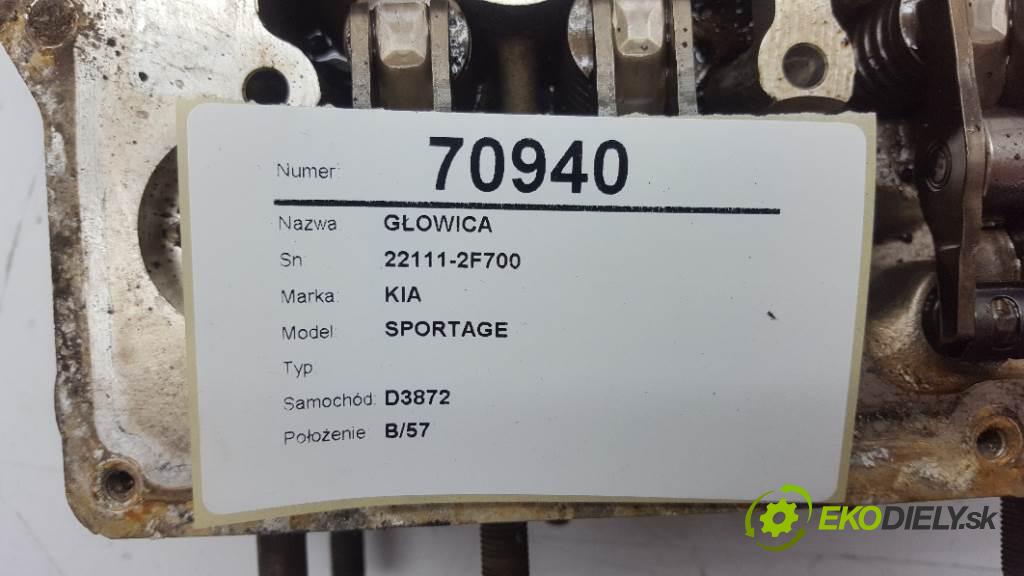 Numer: 70940
Nazwa GŁOWICA
Sn 22111-2F700
Marka: KIA
Model: SPORTAGE
Typ
Samochód: D3872
Położenie B/57
EKODIELY.sk